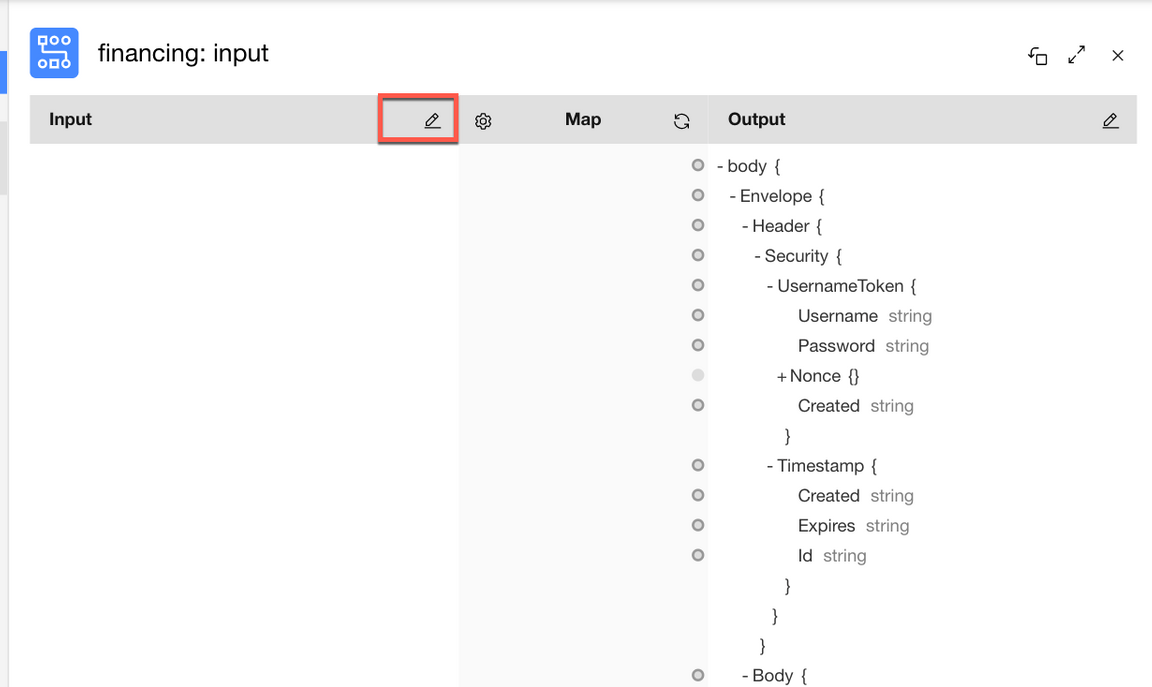 financing: input
Input Map Output
- body {
- Envelope {
- Header {
- Security {
- UsernameToken {
Username string
Password string
+ Nonce {}
Created string
}
- Timestamp {
Created string
Expires string
Id string
}
}
}
- Body {